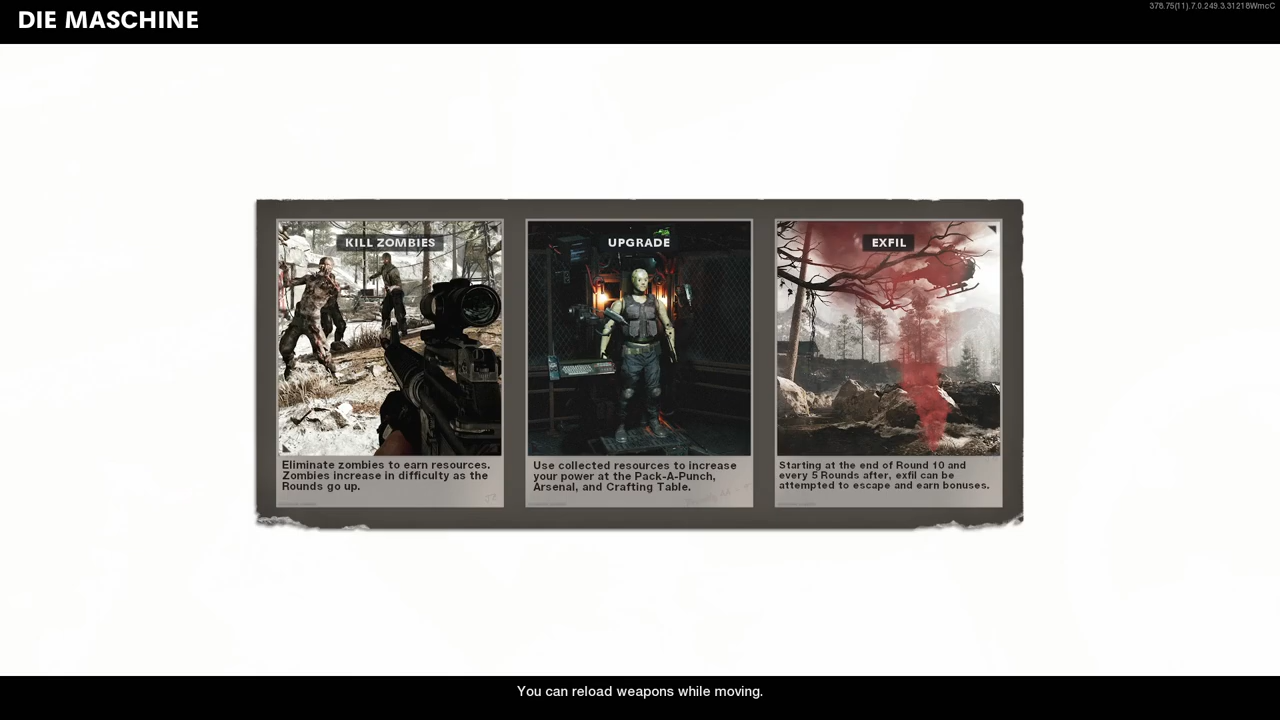 DIE MASCHINE
378.75(11).7.0.249.3.31218WmcC
KILL ZOMBIES
Eliminate zombies to earn resources.
Zombies increase in difficulty as the
Rounds go up.
UPGRADE
Use collected resources to increase
your power at the Pack-A-Punch,
Arsenal, and Crafting Table.
EXFIL
Starting at the end of Round 10 and
every 5 Rounds after, exfil can be
attempted to escape and earn bonuses.
You can reload weapons while moving.